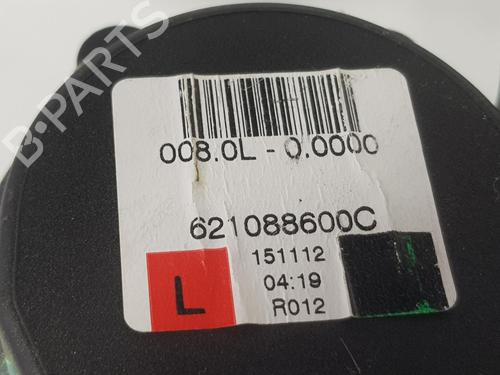 B-PARTS
008.0L - 0.0000
621088600C
151112
04:19
R012
L